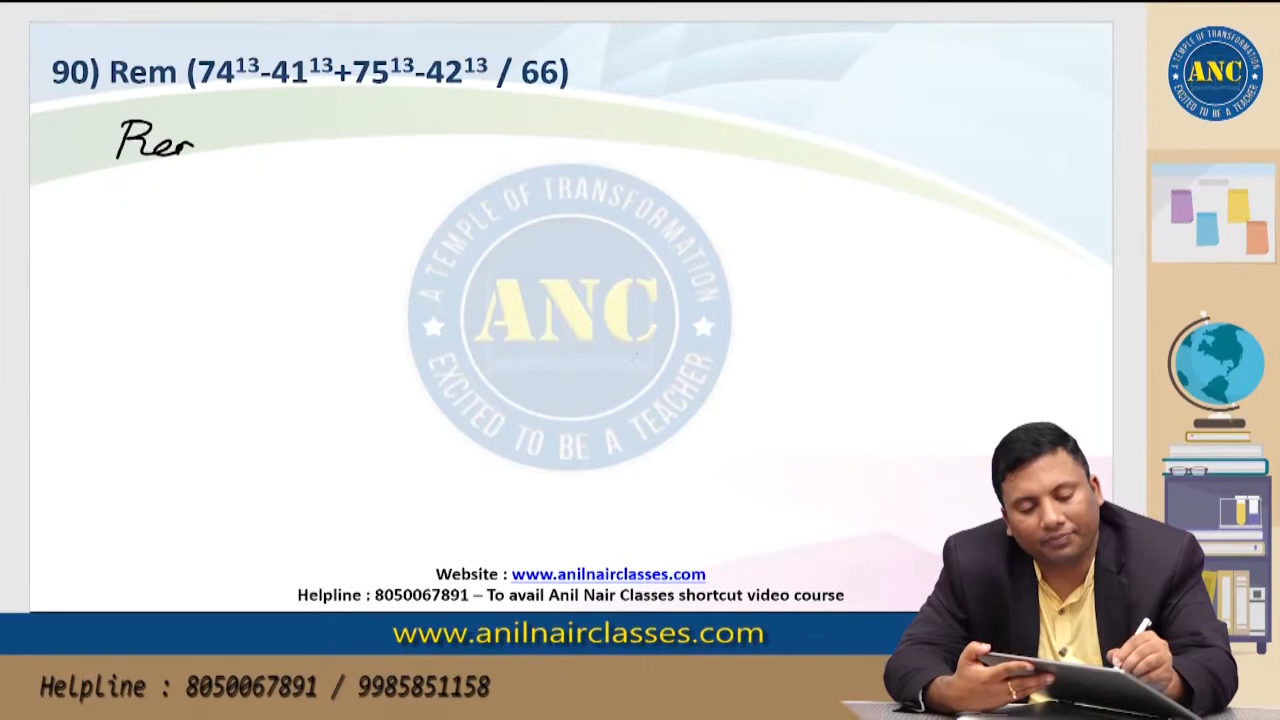 90) Rem (74¹³-41¹³+75¹³-42¹³ / 66)
Rem
A TEMPLE OF TRANSFORMATION
ANC
EXCITED TO BE A TEACHER
A TEMPLE OF TRANSFORMATION
ANC
EXCITED TO BE A TEACHER
Website : www.anilnairclasses.com
Helpline : 8050067891 – To avail Anil Nair Classes shortcut video course
www.anilnairclasses.com
Helpline : 8050067891 / 9985851158